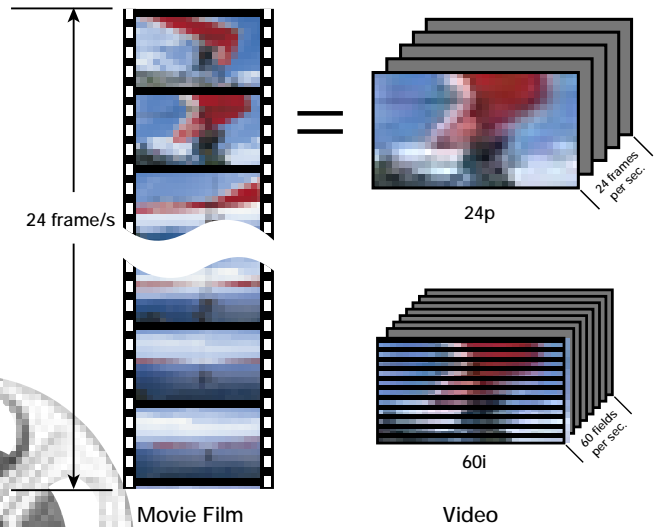 24 frame/s
=
24p
24 frames
per sec.
60i
60 fields
per sec.
Movie Film
Video